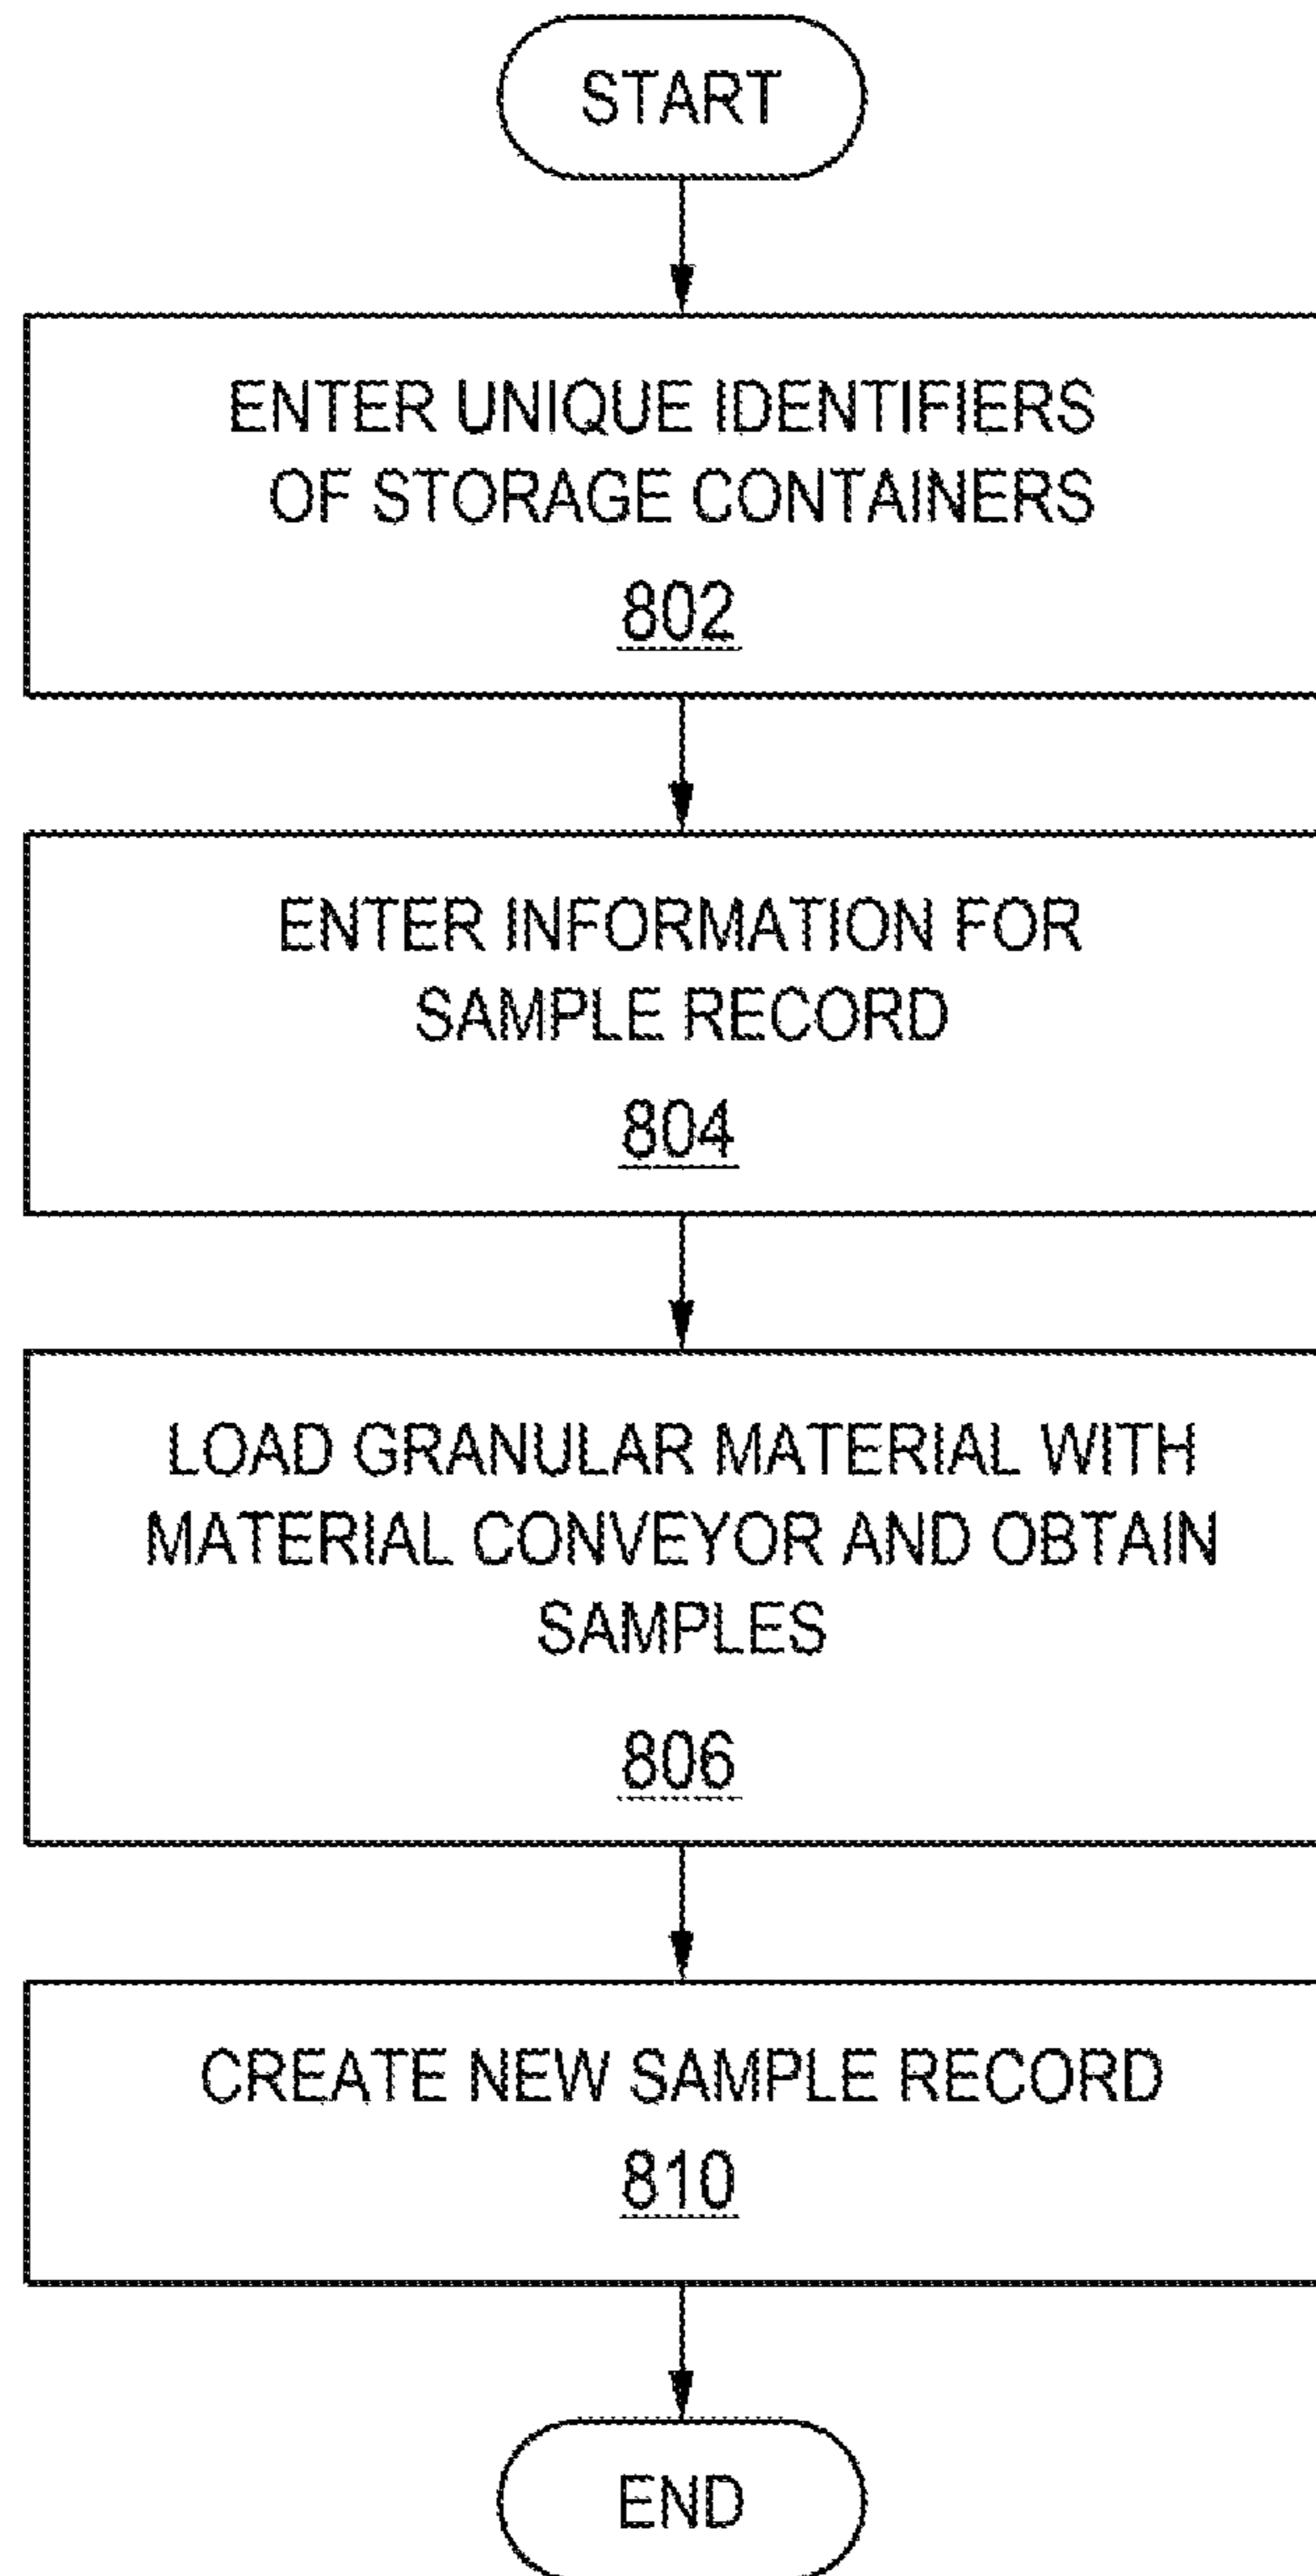 START
ENTER UNIQUE IDENTIFIERS
OF STORAGE CONTAINERS
802
ENTER INFORMATION FOR
SAMPLE RECORD
804
LOAD GRANULAR MATERIAL WITH
MATERIAL CONVEYOR AND OBTAIN
SAMPLES
806
CREATE NEW SAMPLE RECORD
810
END